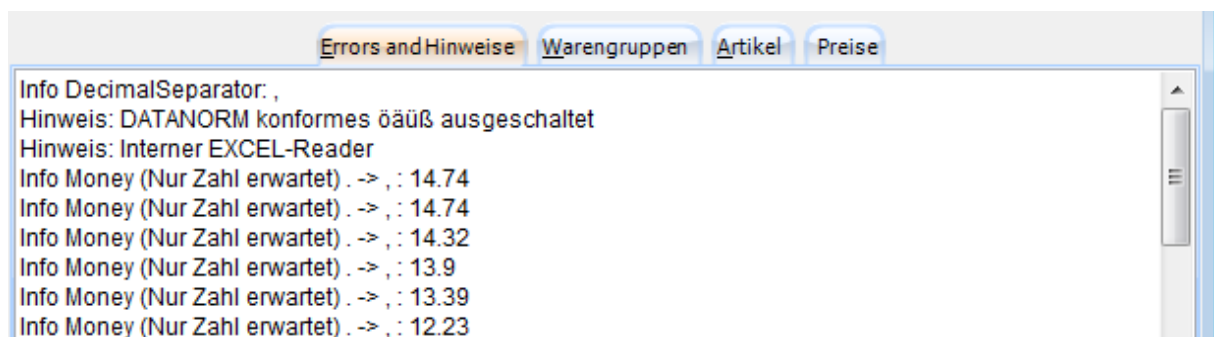 Errors and Hinweise Warengruppen Artikel Preise
Info DecimalSeparator: ,
Hinweis: DATANORM konformes öäüß ausgeschaltet
Hinweis: Interner EXCEL-Reader
Info Money (Nur Zahl erwartet) . -> , : 14.74
Info Money (Nur Zahl erwartet) . -> , : 14.74
Info Money (Nur Zahl erwartet) . -> , : 14.32
Info Money (Nur Zahl erwartet) . -> , : 13.9
Info Money (Nur Zahl erwartet) . -> , : 13.39
Info Money (Nur Zahl erwartet) . -> , : 12.23